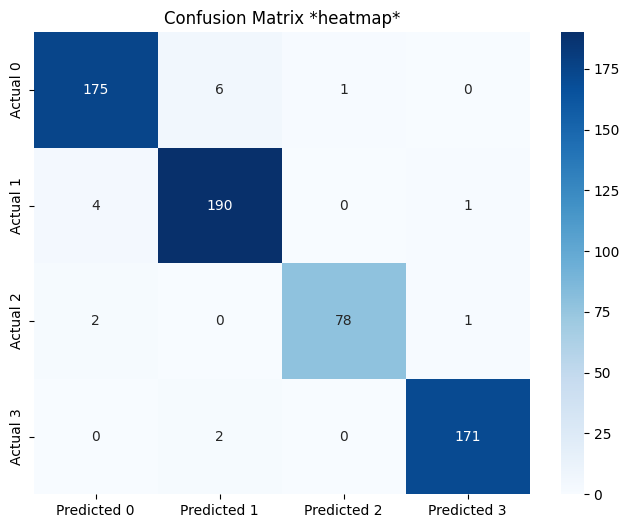 Confusion Matrix *heatmap*
Actual 0
175
6
1
0
Actual 1
4
190
0
1
Actual 2
2
0
78
1
Actual 3
0
2
0
171
Predicted 0
Predicted 1
Predicted 2
Predicted 3
175
150
125
100
75
50
25
0